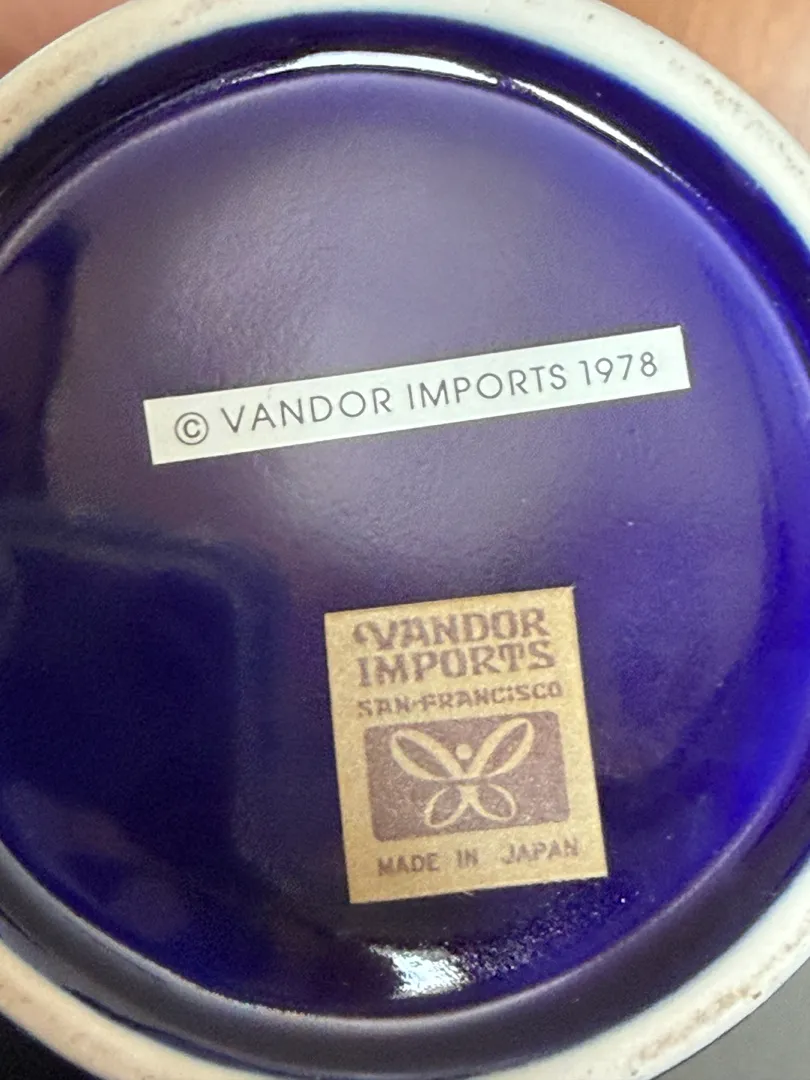 © VANDOR IMPORTS 1978
VANDOR
IMPORTS
SAN-FRANCISCO
MADE IN JAPAN